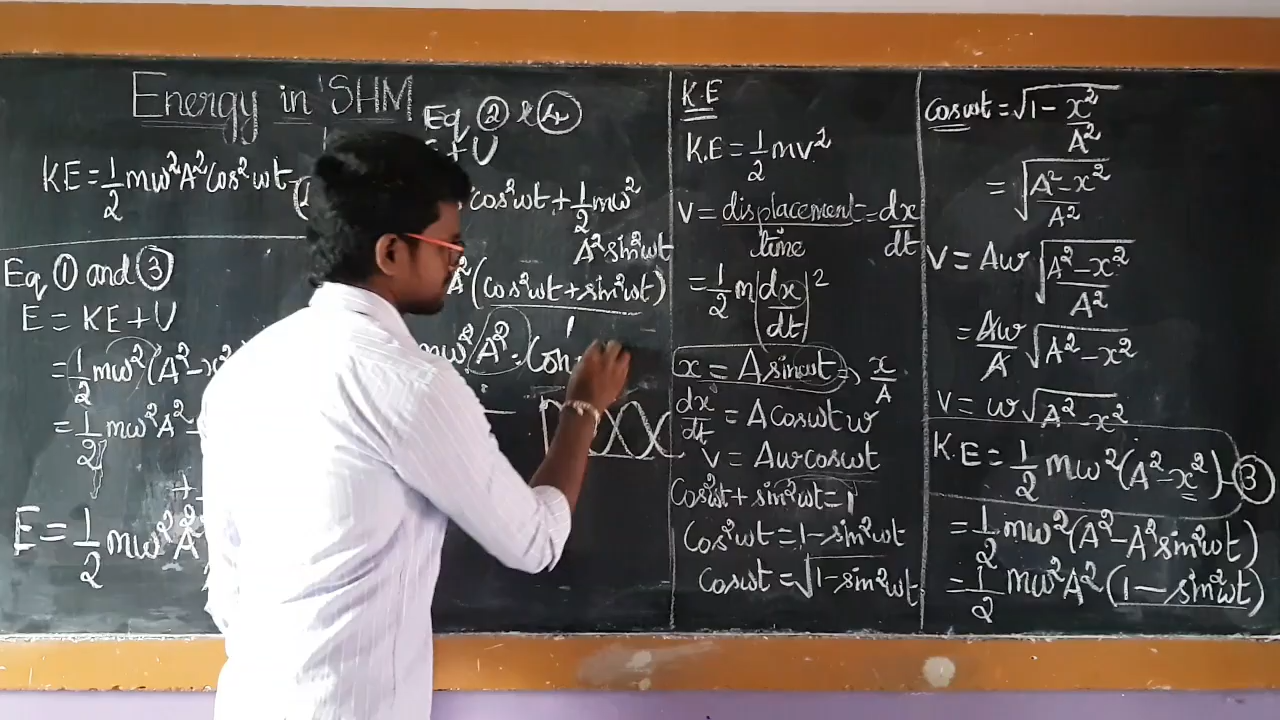 Energy in SHM
KE = 1/2 mω²A²Cos²ωt
Eq ① and ③
E = KE + U
= 1/2 mω²(A²-x²
= 1/2 mω²A²-
E = 1/2 mω²A²
Eq ② & ④
+ U
cos²ωt + 1/2 mω²
A²sin²ωt
A²(cos²ωt + sin²ωt)
1
mω²A² = Con
K.E
K.E = 1/2 mv²
V = displacement/time = dx/dt
= 1/2 m|dx/dt|²
x = A sinωt ⇒ x/A
dx/dt = A cosωt ω
V = Aω cosωt
Cos²ωt + sin²ωt = 1
Cos²ωt = 1 - sin²ωt
Cosωt = √1 - sin²ωt
cosωt = √1 - x²/A²
= √A² - x²/A²
V = Aω √A² - x²/A²
= Aω/A √A² - x²
V = ω √A² - x²
K.E = 1/2 mω²(A² - x²) - ③
= 1/2 mω²(A² - A²sin²ωt)
= 1/2 mω²A²(1 - sin²ωt)